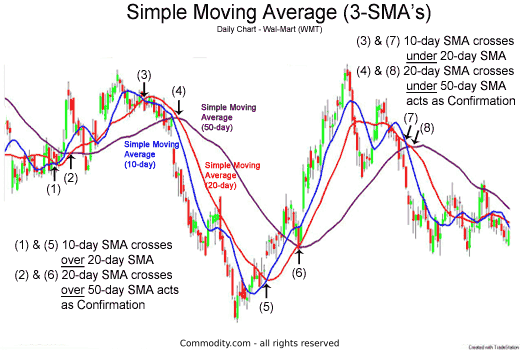 Simple Moving Average (3-SMA's)
Daily Chart - Wal-Mart (WMT)
(3) & (7) 10-day SMA crosses
under 20-day SMA
(4) & (8) 20-day SMA crosses
under 50-day SMA
acts as Confirmation
(3)
(4)
Simple Moving
Average
(50-day)
(7)
(8)
Simple Moving
Average
(10-day)
Simple Moving
Average
(20-day)
(1)
(2)
(1) & (5) 10-day SMA crosses
over 20-day SMA
(2) & (6) 20-day SMA crosses
over 50-day SMA acts
as Confirmation
(5)
(6)
Commodity.com - all rights reserved
Created with TradeStation